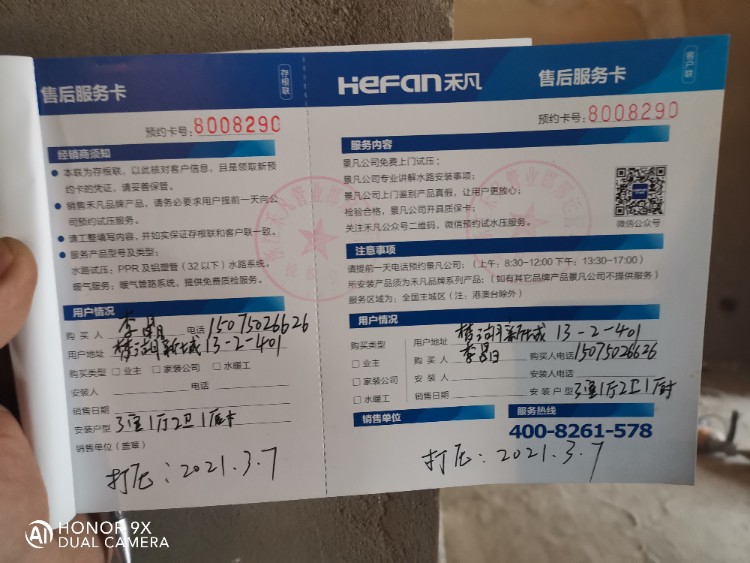 售后服务卡
存根联
预约卡号:8008290
经销商须知
本联为存根联,以此核对客户信息,且是领取新预
约卡的凭证,请妥善保管。
销售禾凡品牌产品,请务必要求用户提前一天向公
司预约试压服务。
请工整填写内容,并如实保证存根联和客户联一致。
服务产品型号及类型:
水路试压:PPR及铝塑管(32以下)水路系统。
暖气服务:暖气管路系统,提供免费质检服务。
用户情况
购买人 电话 15075026626
用户地址 13-2-401
购买类型 □业主 □家装公司 □水暖工
安装人 电话
销售日期
安装户型 3室1厅2卫1厨
销售单位(盖章)
打压:2021.3.7
HeFan禾凡
售后服务卡
客户联
预约卡号:8008290
服务内容
景凡公司免费上门试压;
景凡公司专业讲解水路安装事项;
景凡公司上门鉴别产品真假,让用户更放心;
检验合格,景凡公司开具质保卡;
关注禾凡公众号二维码,微信预约试水压服务。
微信公众号
注意事项
请提前一天电话预约景凡公司;(上午:8:30-12:00 下午:13:30-17:00)
所安装产品须为禾凡品牌系列产品;(如有其它品牌产品景凡公司不提供服务)
服务区域为:全国主城区(注:港澳台除外)
用户情况
购买类型
□业主
□家装公司
□水暖工
用户地址 13-2-401
购买人 购买人电话 15075026626
安装人 安装人电话
销售日期 安装户型 3室1厅2卫1厨
销售单位
服务热线
400-8261-578
打压:2021.3.7
HONOR 9X
DUAL CAMERA